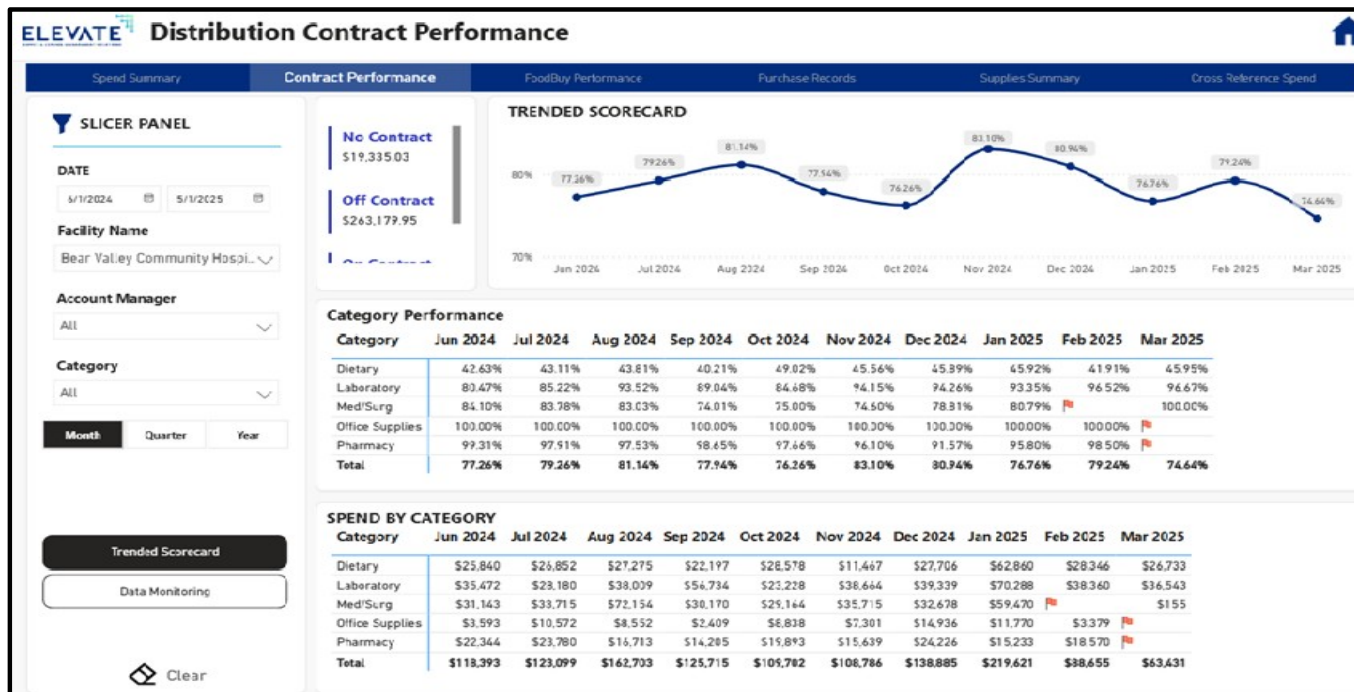 ELEVATE Distribution Contract Performance
Spend Summary Contract Performance FoodBuy Performance Purchase Records Supplies Summary Cross Reference Spend
SLICER PANEL
DATE
6/1/2024 5/1/2025
Facility Name
Bear Valley Community Hospi...
Account Manager
All
Category
All
Month Quarter Year
Trended Scorecard
Data Monitoring
Clear
No Contract
$19,335.03
Off Contract
$263,179.95
On Contract
TRENDED SCORECARD
80%
70%
77.26% 79.26% 81.14% 77.94% 76.26% 83.10% 80.94% 76.76% 79.24% 74.64%
Jun 2024 Jul 2024 Aug 2024 Sep 2024 Oct 2024 Nov 2024 Dec 2024 Jan 2025 Feb 2025 Mar 2025
Category Performance
Category Jun 2024 Jul 2024 Aug 2024 Sep 2024 Oct 2024 Nov 2024 Dec 2024 Jan 2025 Feb 2025 Mar 2025
Dietary 42.63% 43.11% 43.81% 40.21% 49.02% 45.56% 45.89% 45.92% 41.91% 45.95%
Laboratory 80.47% 85.22% 93.52% 89.04% 84.68% 94.15% 94.26% 93.35% 96.52% 96.67%
Med/Surg 84.10% 83.78% 83.03% 74.01% 75.00% 74.60% 78.81% 80.79% 100.00%
Office Supplies 100.00% 100.00% 100.00% 100.00% 100.00% 100.00% 100.00% 100.00% 100.00%
Pharmacy 99.31% 97.91% 97.53% 98.65% 97.66% 96.10% 91.57% 95.80% 98.50%
Total 77.26% 79.26% 81.14% 77.94% 76.26% 83.10% 80.94% 76.76% 79.24% 74.64%
SPEND BY CATEGORY
Category Jun 2024 Jul 2024 Aug 2024 Sep 2024 Oct 2024 Nov 2024 Dec 2024 Jan 2025 Feb 2025 Mar 2025
Dietary $25,840 $26,852 $27,275 $22,197 $28,578 $11,467 $27,706 $62,860 $28,346 $26,733
Laboratory $35,472 $28,180 $38,009 $56,734 $23,228 $38,664 $39,339 $70,288 $38,360 $36,543
Med/Surg $31,143 $33,715 $72,154 $30,170 $29,164 $35,715 $32,678 $59,470 $155
Office Supplies $3,593 $10,572 $8,552 $2,409 $8,838 $7,301 $14,936 $11,770 $3,379
Pharmacy $22,344 $23,780 $16,713 $14,205 $19,893 $15,639 $24,226 $15,233 $18,570
Total $118,393 $123,099 $162,703 $125,715 $109,702 $108,786 $138,885 $219,621 $88,655 $63,431